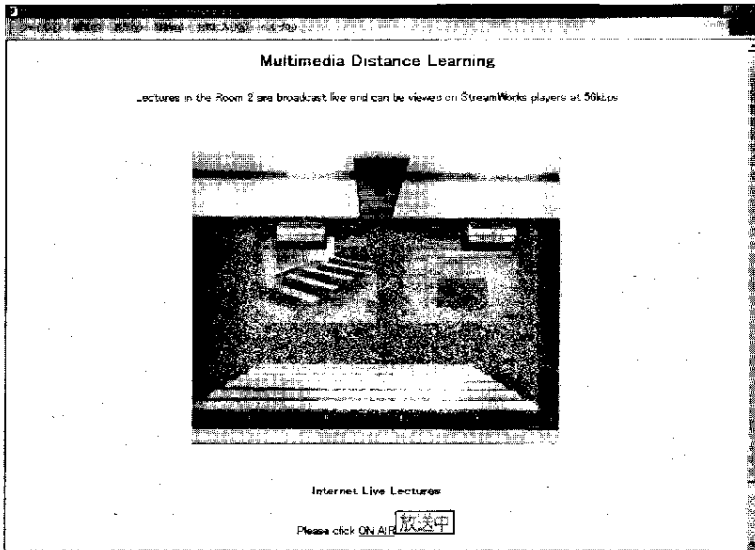 Multimedia Distance Learning
Lectures in the Room 2 are broadcast live and can be viewed on StreamWorks players at 56kbps
Internet Live Lectures
Please click ON AIR 放送中